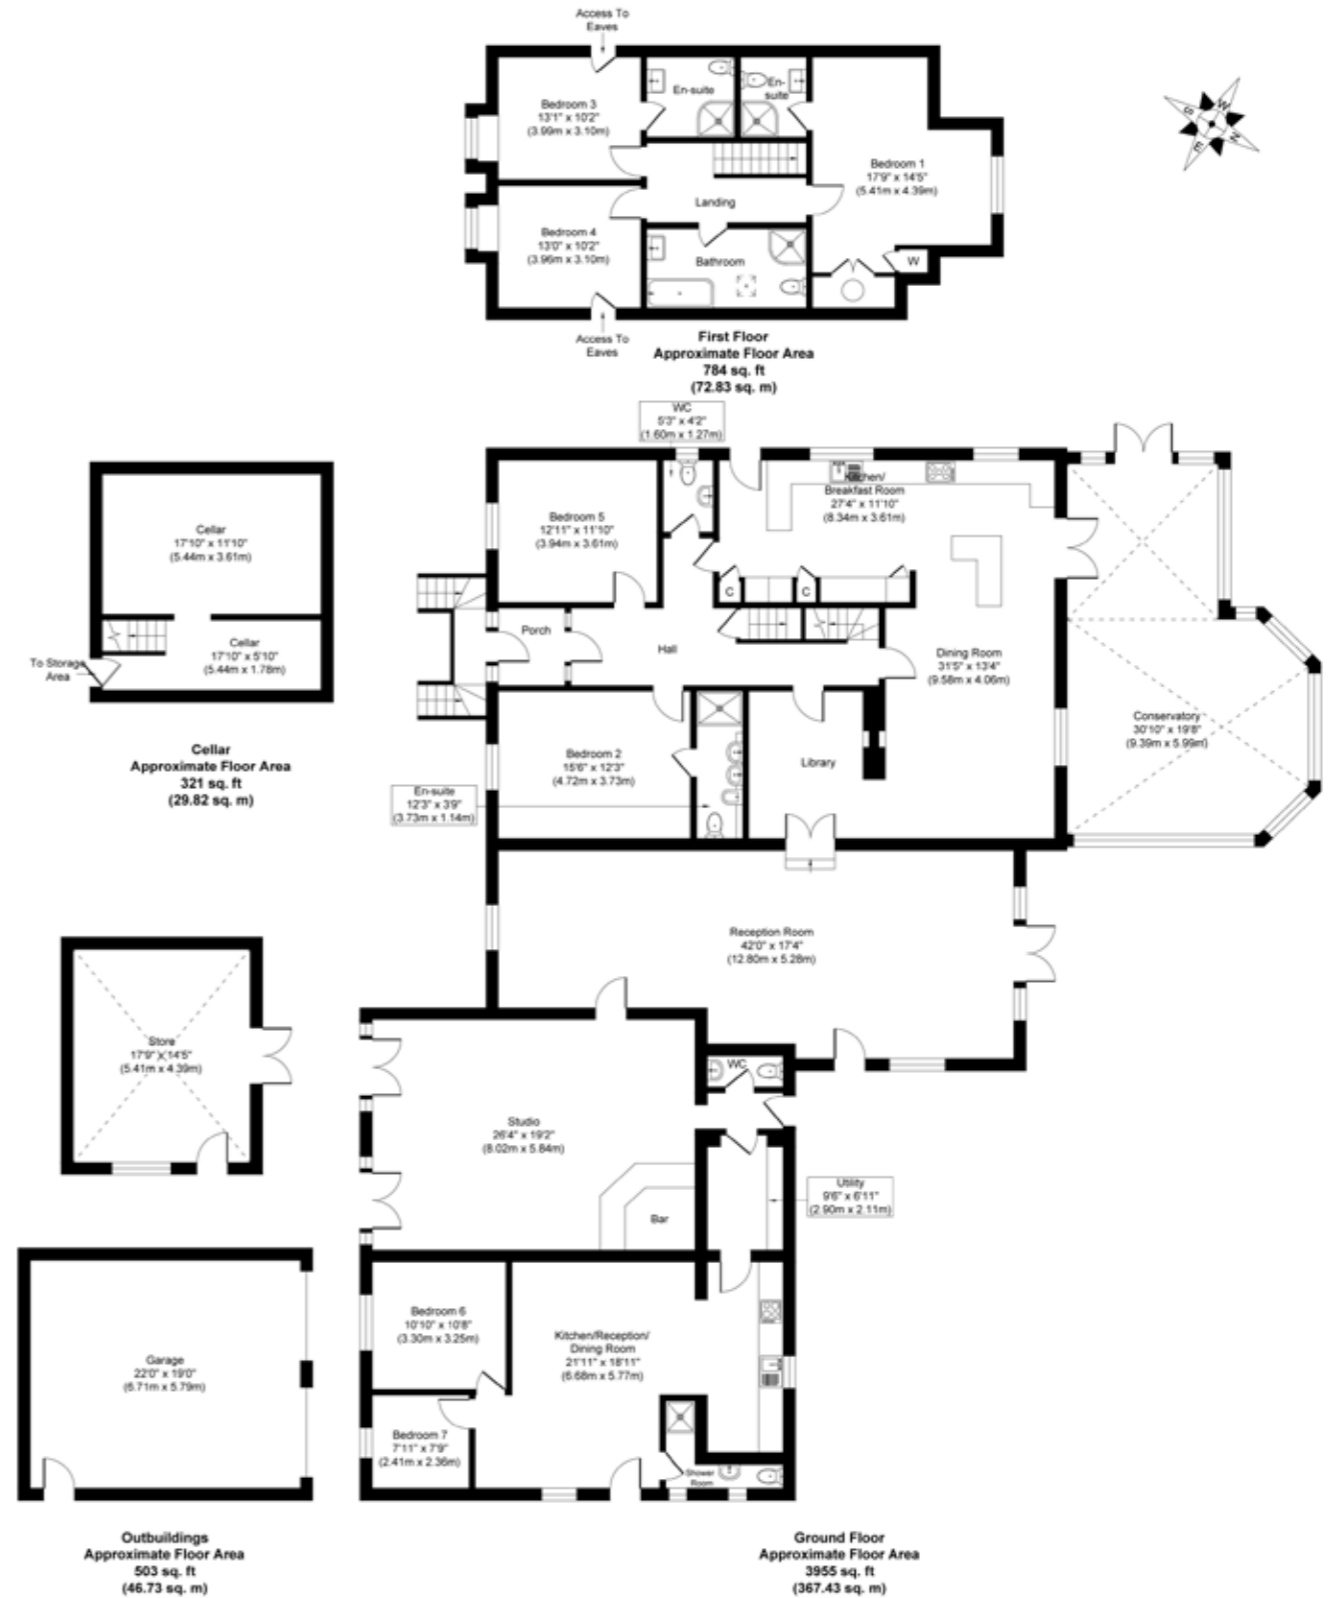 Access To
Eaves
Bedroom 3
13'1" x 10'2"
(3.99m x 3.10m)
En-suite
En-
suite
Bedroom 1
17'9" x 14'5"
(5.41m x 4.39m)
S
W
E
N
Landing
Bedroom 4
13'0" x 10'2"
(3.96m x 3.10m)
Bathroom
W
Access To
Eaves
First Floor
Approximate Floor Area
784 sq. ft
(72.83 sq. m)
WC
5'3" x 4'2"
(1.60m x 1.27m)
Kitchen/
Breakfast Room
27'4" x 11'10"
(8.34m x 3.61m)
Bedroom 5
12'11" x 11'10"
(3.94m x 3.61m)
C
C
Cellar
17'10" x 11'10"
(5.44m x 3.61m)
Cellar
17'10" x 5'10"
(5.44m x 1.78m)
To Storage
Area
Cellar
Approximate Floor Area
321 sq. ft
(29.82 sq. m)
Porch
Hall
Dining Room
31'5" x 13'4"
(9.58m x 4.06m)
Conservatory
30'10" x 19'8"
(9.39m x 5.99m)
Bedroom 2
15'6" x 12'3"
(4.72m x 3.73m)
Library
En-suite
12'3" x 3'9"
(3.73m x 1.14m)
Reception Room
42'0" x 17'4"
(12.80m x 5.28m)
Store
17'9" x 14'5"
(5.41m x 4.39m)
WC
Studio
26'4" x 19'2"
(8.02m x 5.84m)
Utility
9'6" x 6'11"
(2.90m x 2.11m)
Bar
Bedroom 6
10'10" x 10'8"
(3.30m x 3.25m)
Kitchen/Reception/
Dining Room
21'11" x 18'11"
(6.68m x 5.77m)
Garage
22'0" x 19'0"
(6.71m x 5.79m)
Bedroom 7
7'11" x 7'9"
(2.41m x 2.36m)
Shower
Room
Outbuildings
Approximate Floor Area
503 sq. ft
(46.73 sq. m)
Ground Floor
Approximate Floor Area
3955 sq. ft
(367.43 sq. m)